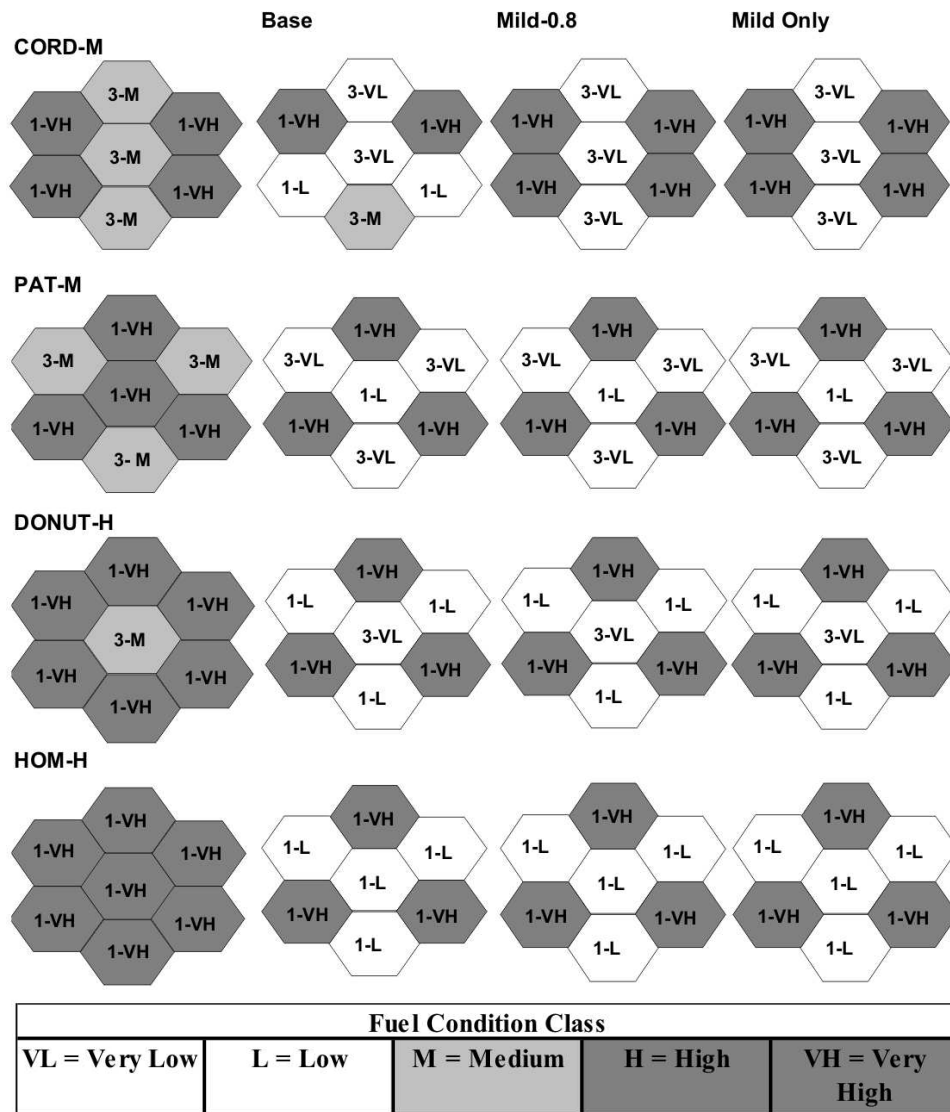 Base Mild-0.8 Mild Only
CORD-M
3-M 3-VL 3-VL 3-VL
1-VH 1-VH 1-VH 1-VH 1-VH 1-VH 1-VH 1-VH
3-M 3-VL 3-VL 3-VL
1-VH 1-VH 1-L 1-L 1-VH 1-VH 1-VH 1-VH
3-M 3-M 3-VL 3-VL
PAT-M
1-VH 1-VH 1-VH 1-VH
3-M 3-M 3-VL 3-VL 3-VL 3-VL 3-VL 3-VL
1-VH 1-L 1-L 1-L
1-VH 1-VH 1-VH 1-VH 1-VH 1-VH 1-VH 1-VH
3- M 3-VL 3-VL 3-VL
DONUT-H
1-VH 1-VH 1-VH 1-VH
1-VH 1-VH 1-L 1-L 1-L 1-L 1-L 1-L
3-M 3-VL 3-VL 3-VL
1-VH 1-VH 1-VH 1-VH 1-VH 1-VH 1-VH 1-VH
1-VH 1-L 1-L 1-L
HOM-H
1-VH 1-VH 1-VH 1-VH
1-VH 1-VH 1-L 1-L 1-L 1-L 1-L 1-L
1-VH 1-L 1-L 1-L
1-VH 1-VH 1-VH 1-VH 1-VH 1-VH 1-VH 1-VH
1-VH 1-L 1-L 1-L
Fuel Condition Class
VL = Very Low L = Low M = Medium H = High VH = Very
High